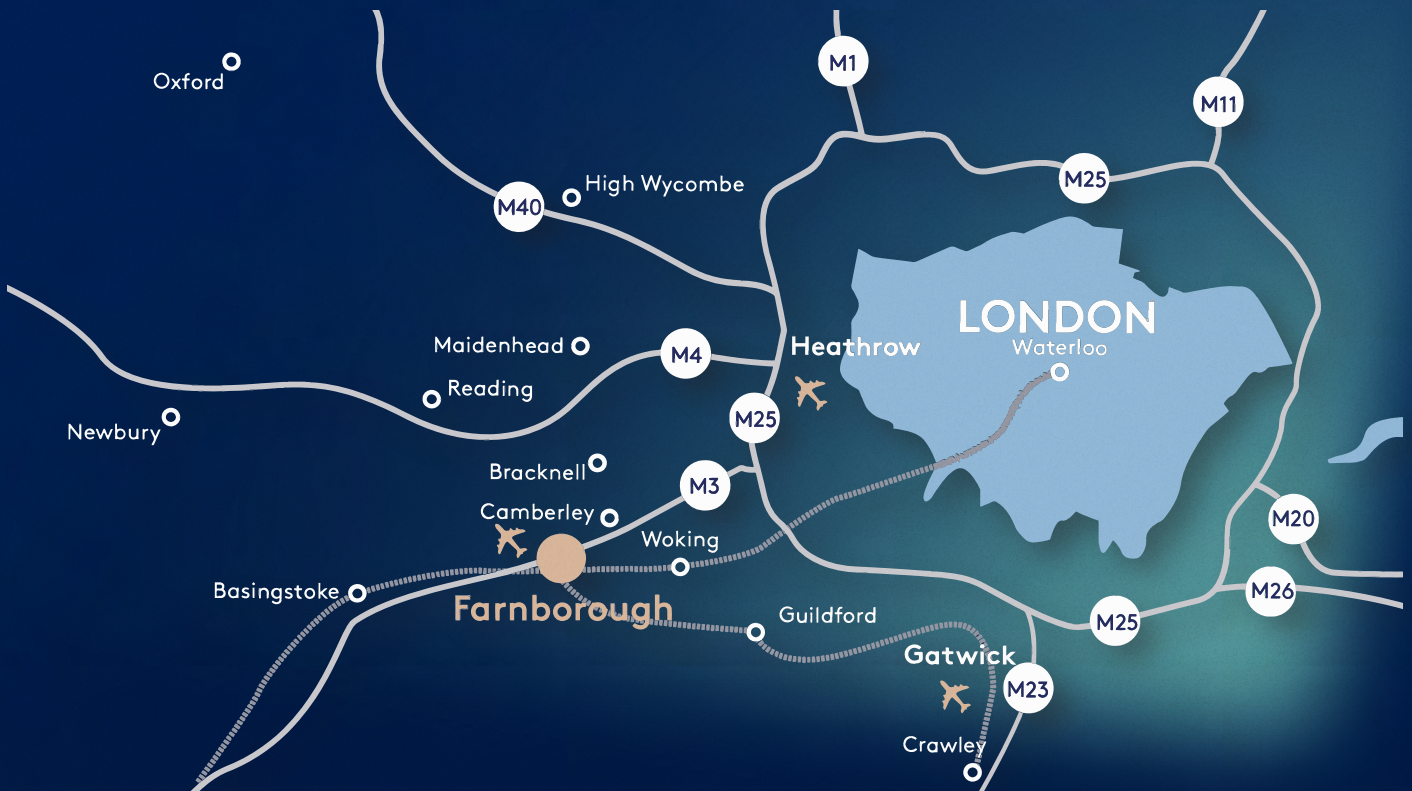 M1
Oxford
M11
M25
High Wycombe
M40
LONDON
Waterloo
Maidenhead
M4
Heathrow
Reading
Newbury
M25
Bracknell
M3
Camberley
M20
Woking
Basingstoke
M26
Farnborough
Guildford
M25
Gatwick
M23
Crawley